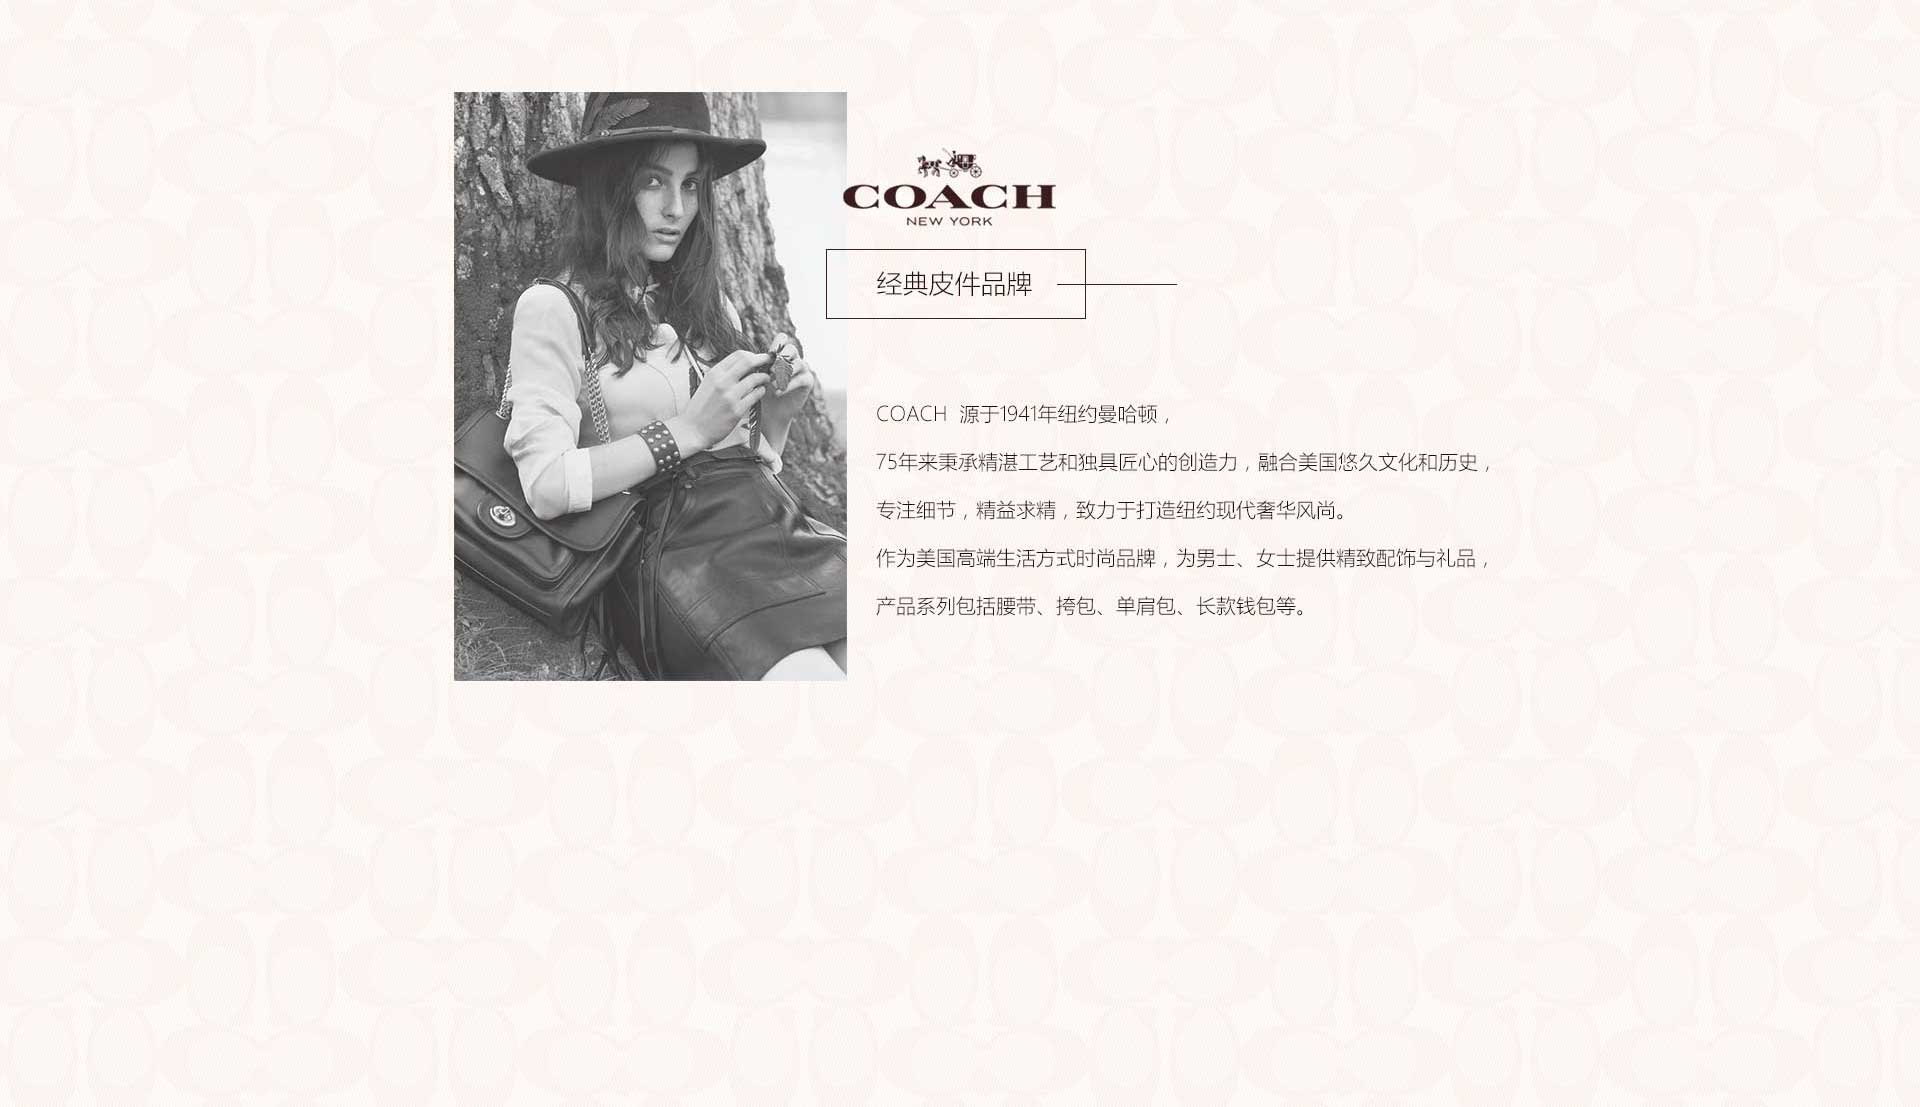 COACH
NEW YORK
经典皮件品牌
COACH 源于1941年纽约曼哈顿，
75年来秉承精湛工艺和独具匠心的创造力，融合美国悠久文化和历史，
专注细节，精益求精，致力于打造纽约现代奢华风尚。
作为美国高端生活方式时尚品牌，为男士、女士提供精致配饰与礼品，
产品系列包括腰带、挎包、单肩包、长款钱包等。